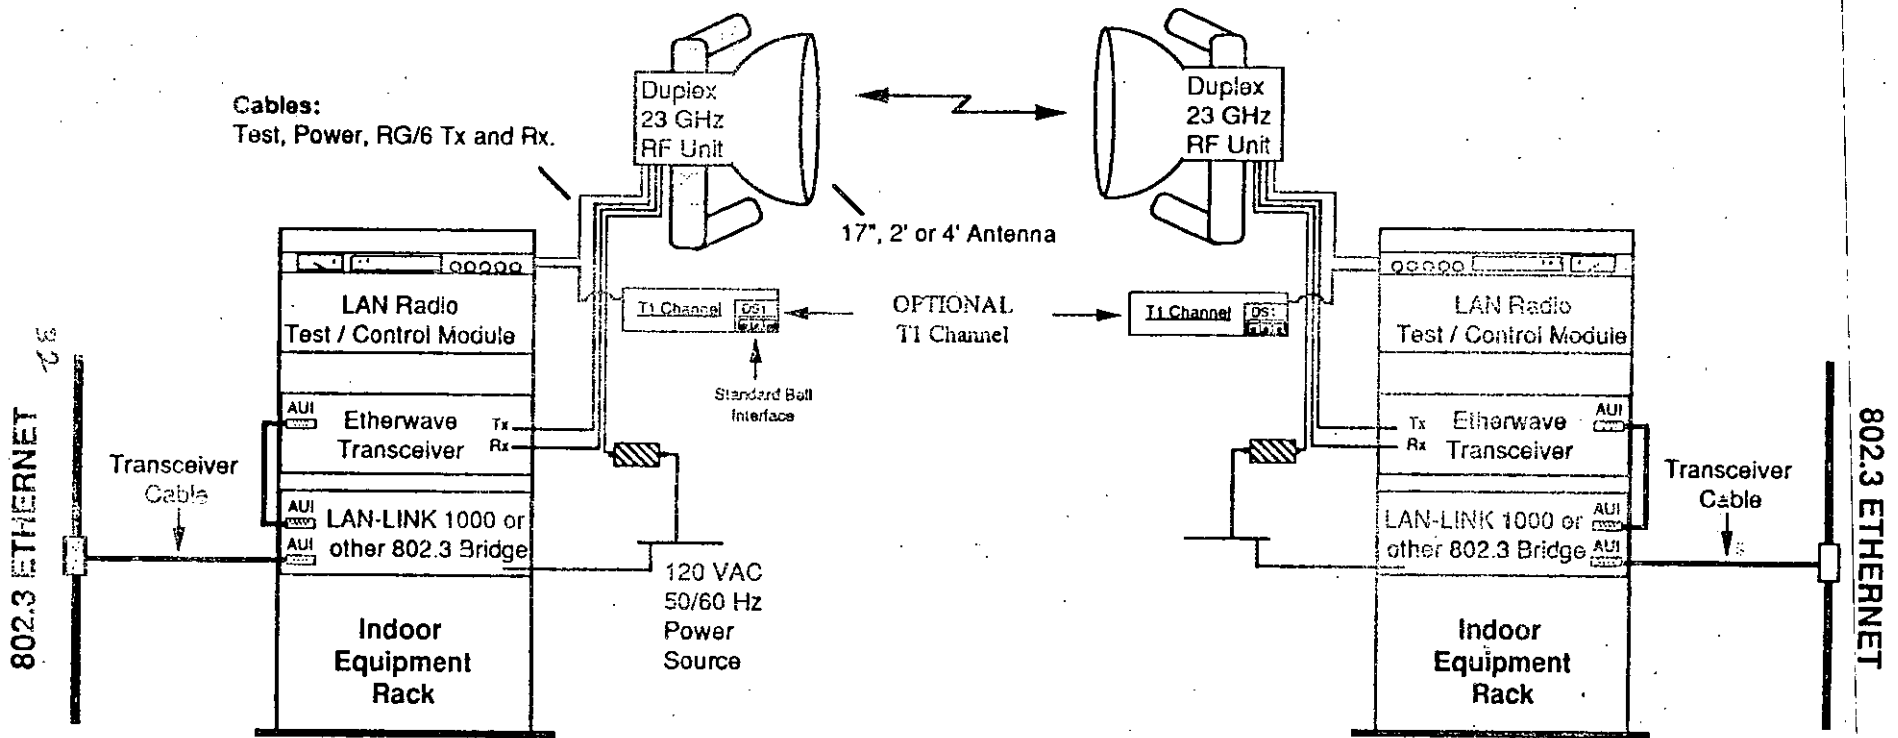 Cables:
Test, Power, RG/6 Tx and Rx.
Duplex
23 GHz
RF Unit
17", 2' or 4' Antenna
Duplex
23 GHz
RF Unit
LAN Radio
Test / Control Module
T1 Channel
DS1
Standard Bell
Interface
OPTIONAL
T1 Channel
T1 Channel
DS1
LAN Radio
Test / Control Module
AUI
Etherwave
Transceiver
Tx
Rx
AUI
LAN-LINK 1000 or
AUI
other 802.3 Bridge
Transceiver
Cable
802.3 ETHERNET
32
120 VAC
50/60 Hz
Power
Source
Indoor
Equipment
Rack
Tx
Rx
Etherwave
Transceiver
AUI
LAN-LINK 1000 or
AUI
other 802.3 Bridge
AUI
Transceiver
Cable
802.3 ETHERNET
Indoor
Equipment
Rack